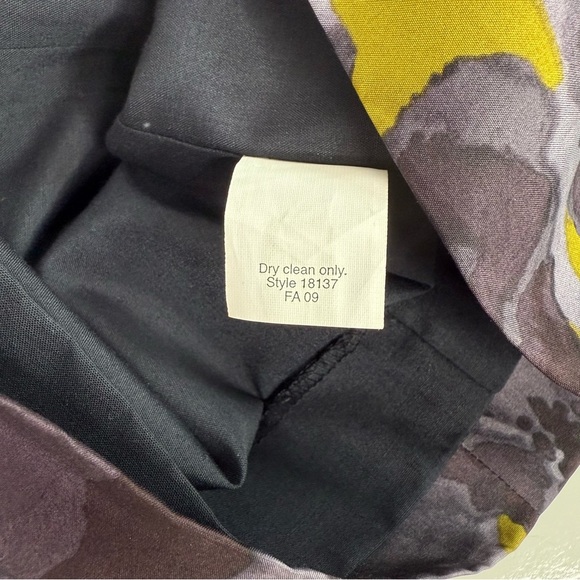 Dry clean only.
Style 18137
FA 09